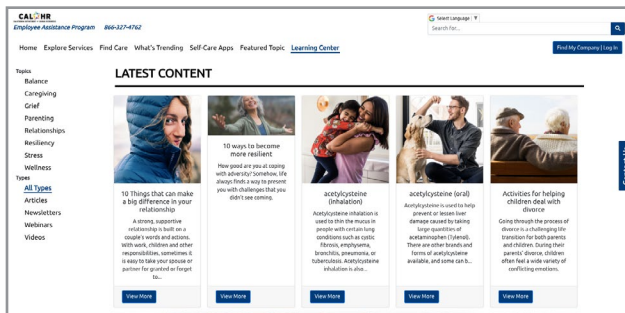 CALHR
Employee Assistance Program 866-327-4762
Select Language ▼
Search for...
Home Explore Services Find Care What's Trending Self-Care Apps Featured Topic Learning Center
Find My Company | Log In
Topics
Balance
Caregiving
Grief
Parenting
Relationships
Resiliency
Stress
Wellness
Types
All Types
Articles
Newsletters
Webinars
Videos
LATEST CONTENT
10 Things that can make
a big difference in your
relationship
A strong, supportive
relationship is built on a
couple's words and actions.
With work, children and other
responsibilities, sometimes it
is easy to take your spouse or
partner for granted or forget
to...
View More
10 ways to become
more resilient
How good are you at coping
with adversity? Somehow, life
always finds a way to present
you with challenges that you
didn't see coming.
View More
acetylcysteine
(inhalation)
Acetylcysteine inhalation is
used to thin the mucus in
people with certain lung
conditions such as cystic
fibrosis, emphysema,
bronchitis, pneumonia, or
tuberculosis. Acetylcysteine
inhalation is also...
View More
acetylcysteine (oral)
Acetylcysteine is used to help
prevent or lessen liver
damage caused by taking
large quantities of
acetaminophen (Tylenol).
There are other brands and
forms of acetylcysteine
available, and some can b...
View More
Activities for helping
children deal with
divorce
Going through the process of
divorce is a challenging life
transition for both parents
and children. During their
parents' divorce, children
often feel a wide variety of
conflicting emotions.
View More